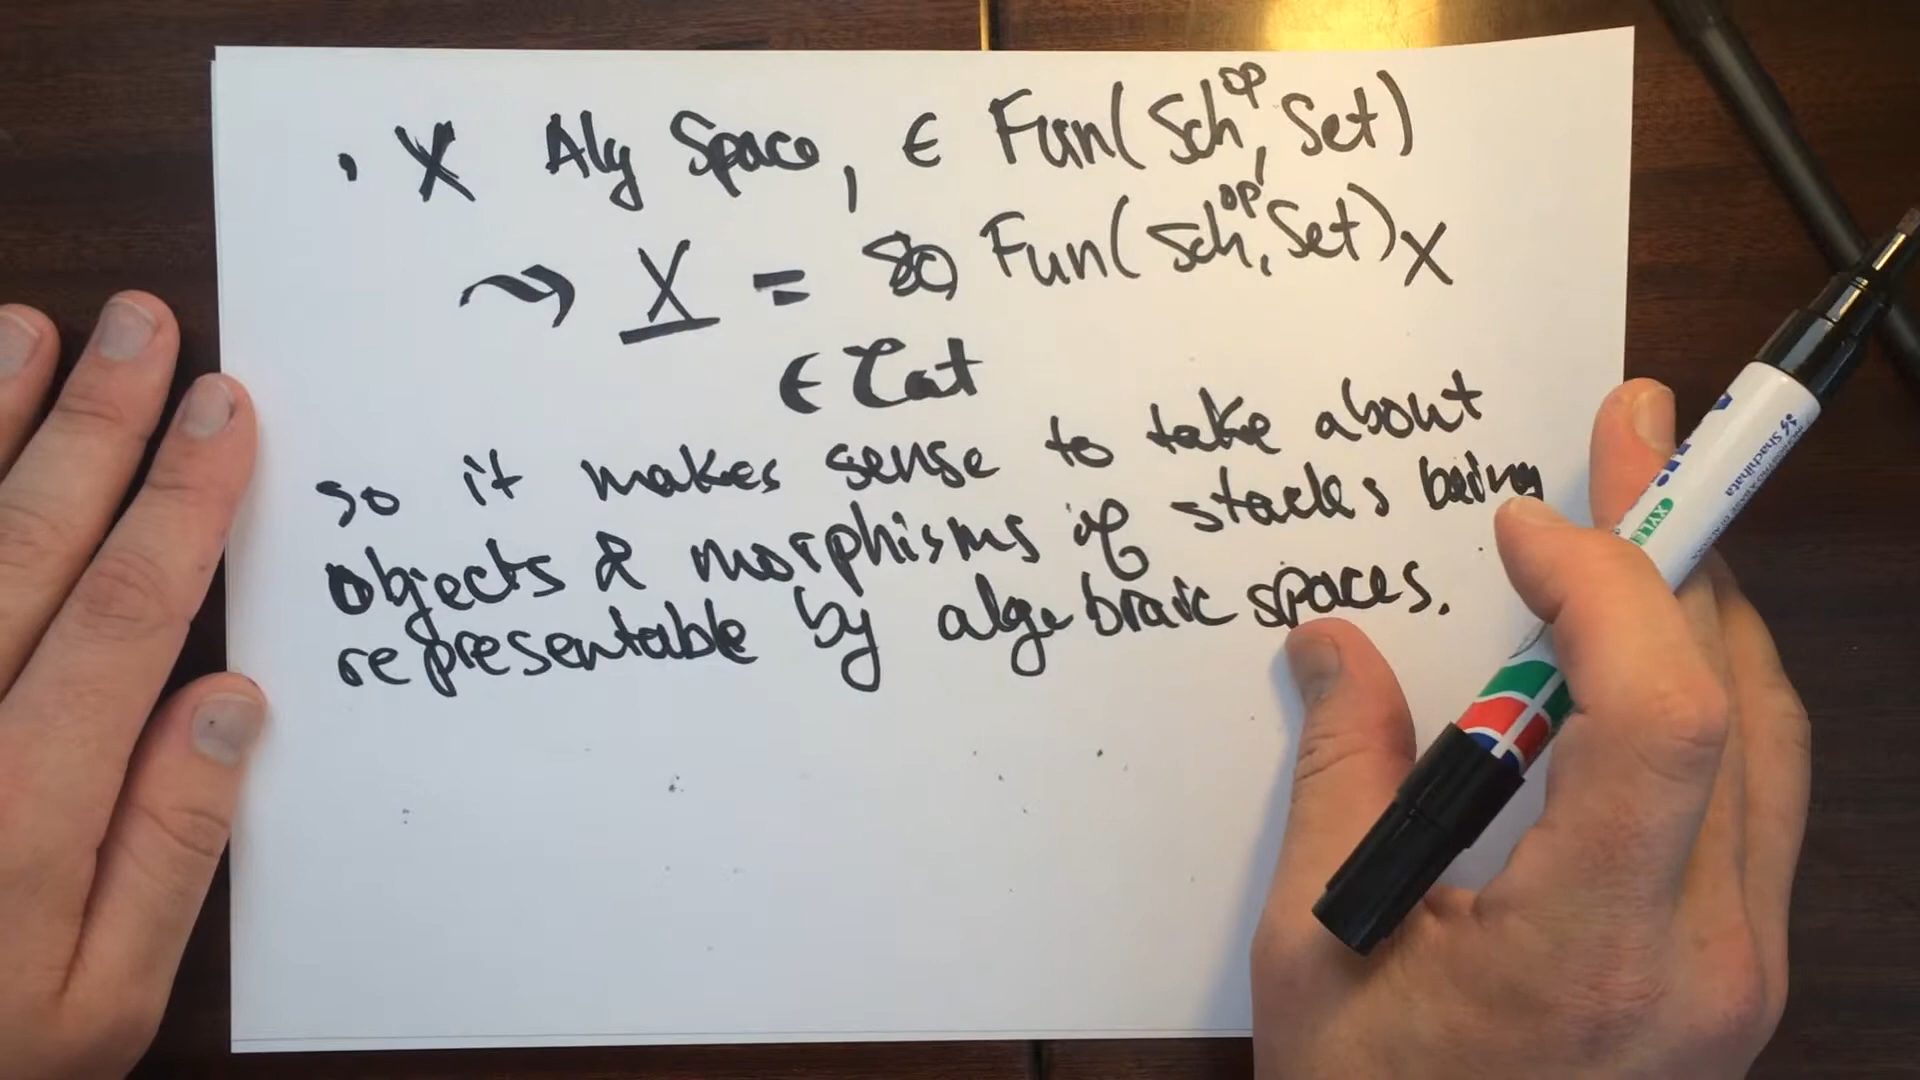 · X Alg Space, ∈ Fun(Sch^op, Set)
⇝ X = Fun(Sch^op, Set)_X
∈ Cat
so it makes sense to take about
objects & morphisms of stacks being
representable by algebraic spaces.
Shachihata